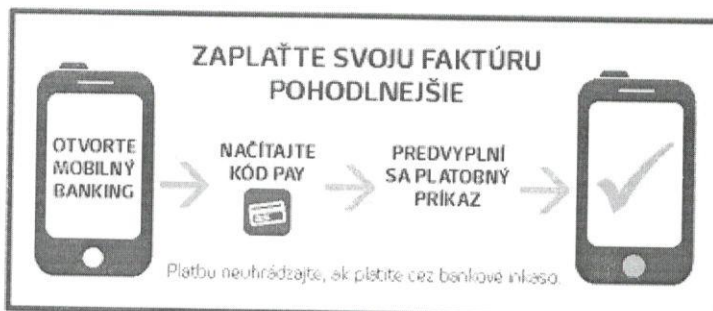 ZAPLAŤTE SVOJU FAKTÚRU
POHODLNEJŠIE
OTVORTE
MOBILNÝ
BANKING
NAČÍTAJTE
KÓD PAY
PREDVYPLNÍ
SA PLATOBNÝ
PRÍKAZ
Platbu neuhrádzajte, ak platíte cez bankové inkaso.